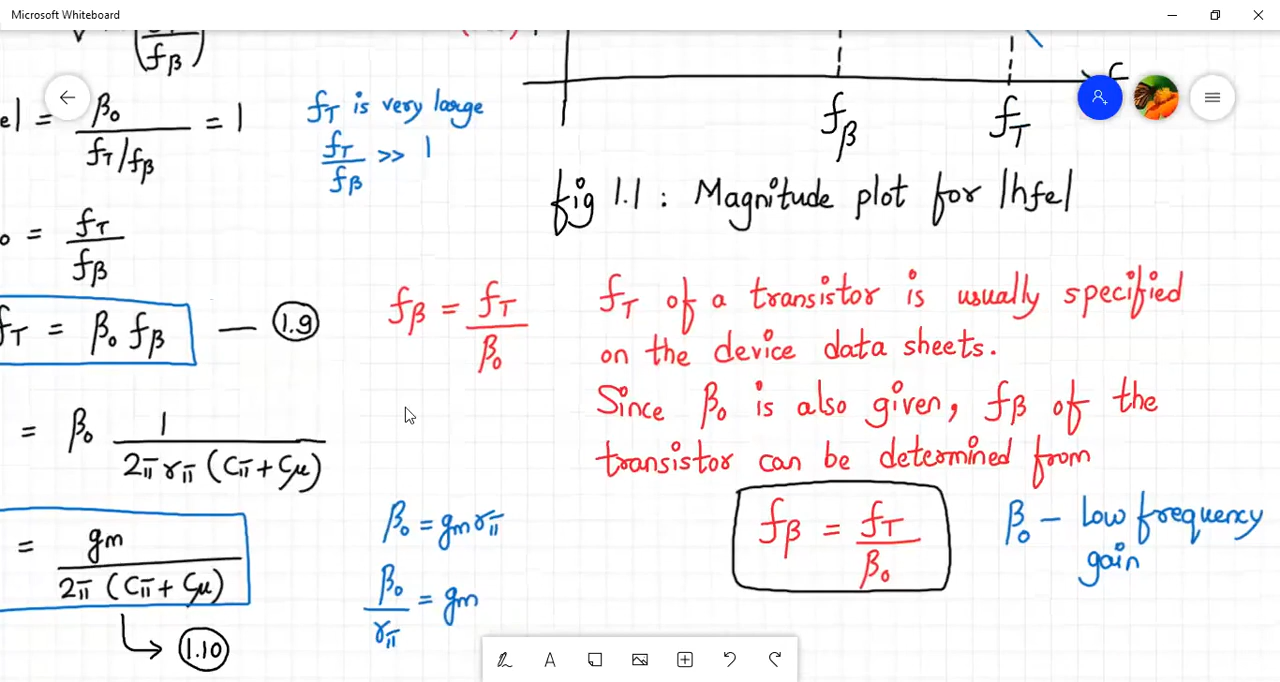 Microsoft Whiteboard
fβ
f
el = β₀ / (fT/fβ) = 1
fT is very large
fT/fβ >> 1
fβ
fT
fig 1.1 : Magnitude plot for |hfe|
o = fT/fβ
fT = β₀ fβ — 1.9
fβ = fT/β₀
fT of a transistor is usually specified
on the device data sheets.
Since β₀ is also given, fβ of the
transistor can be determined from
fβ = fT/β₀
β₀ – Low frequency
gain
= β₀ 1/(2π rπ (Cπ + Cμ))
= gm/(2π (Cπ + Cμ))
1.10
β₀ = gm rπ
β₀/rπ = gm
A